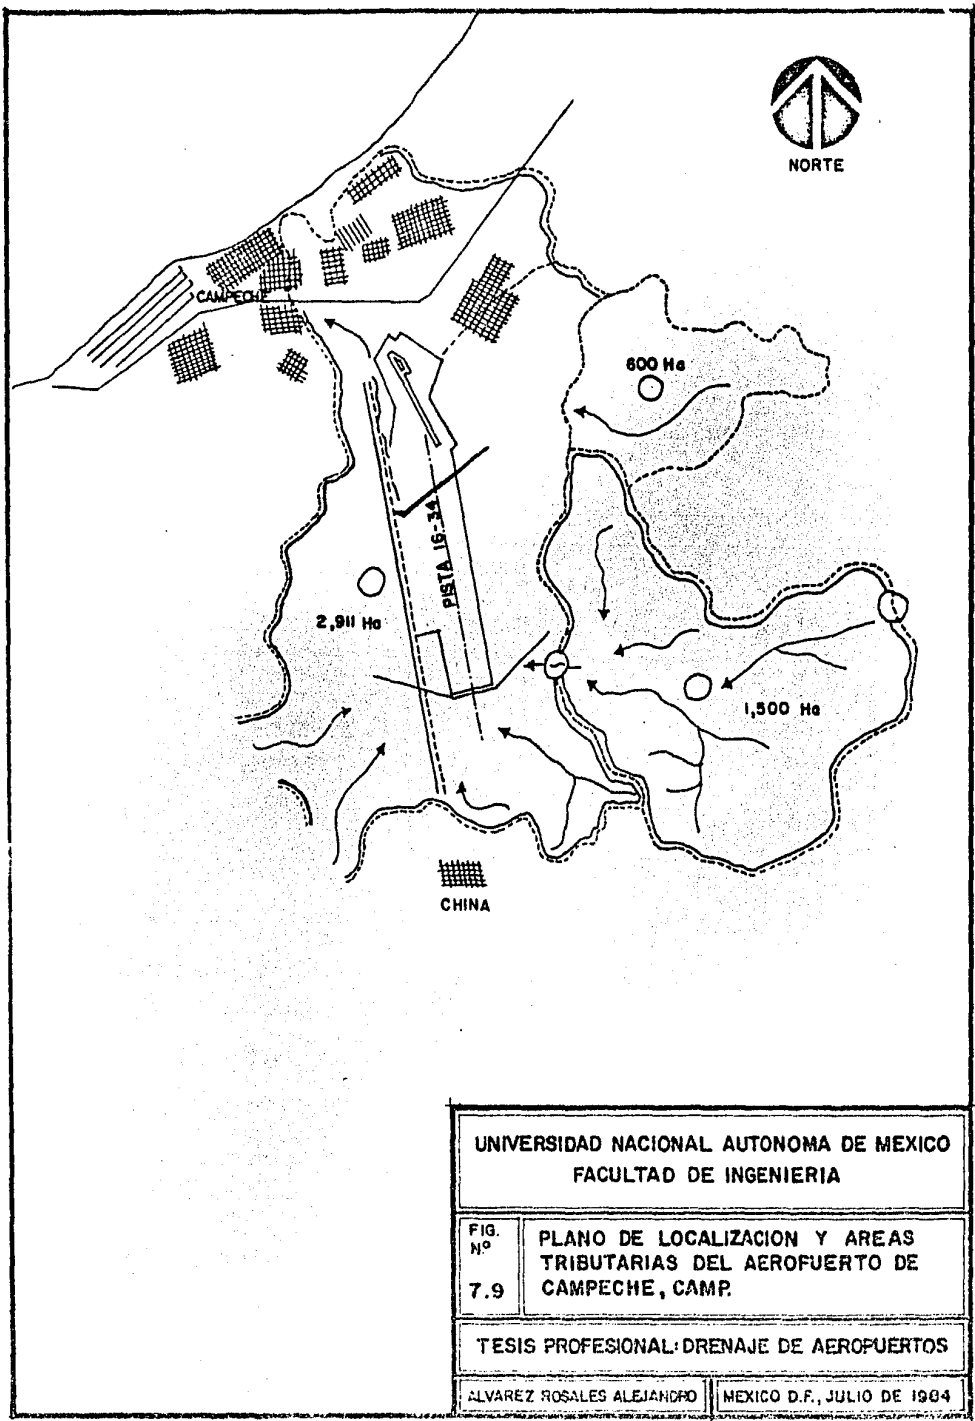 NORTE
CAMPECHE
600 Ha
PISTA 16-34
2,911 Ha
1,500 Ha
CHINA
UNIVERSIDAD NACIONAL AUTONOMA DE MEXICO
FACULTAD DE INGENIERIA
FIG.
Nº
7.9
PLANO DE LOCALIZACION Y AREAS
TRIBUTARIAS DEL AEROFUERTO DE
CAMPECHE, CAMP.
TESIS PROFESIONAL: DRENAJE DE AEROPUERTOS
ALVAREZ ROSALES ALEJANDRO
MEXICO D.F., JULIO DE 1984